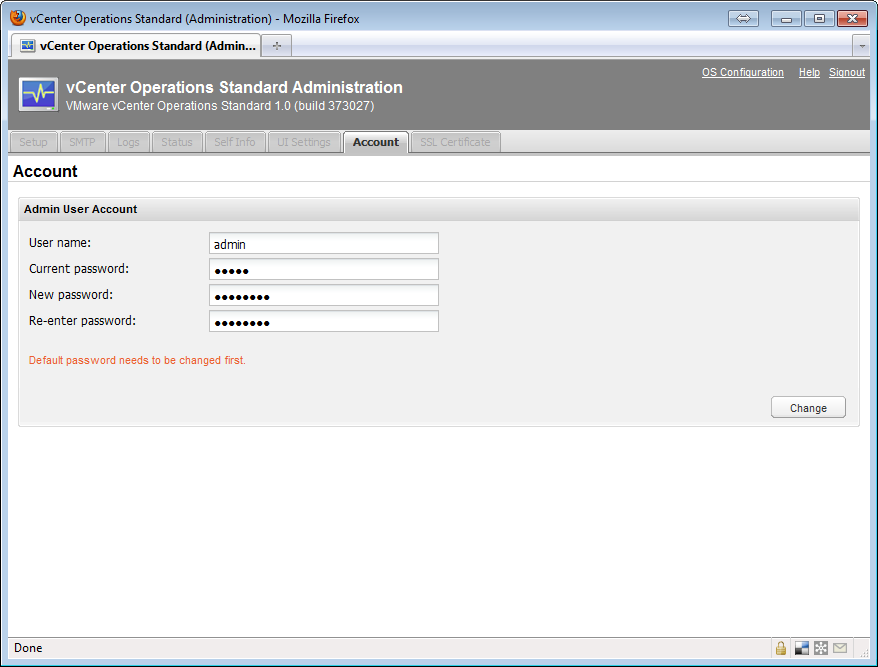 vCenter Operations Standard (Administration) - Mozilla Firefox
vCenter Operations Standard (Admin...
OS Configuration Help Signout
vCenter Operations Standard Administration
VMware vCenter Operations Standard 1.0 (build 373027)
Setup SMTP Logs Status Self Info UI Settings Account SSL Certificate
Account
Admin User Account
User name: admin
Current password: ●●●●●
New password: ●●●●●●●●
Re-enter password: ●●●●●●●●
Default password needs to be changed first.
Change
Done